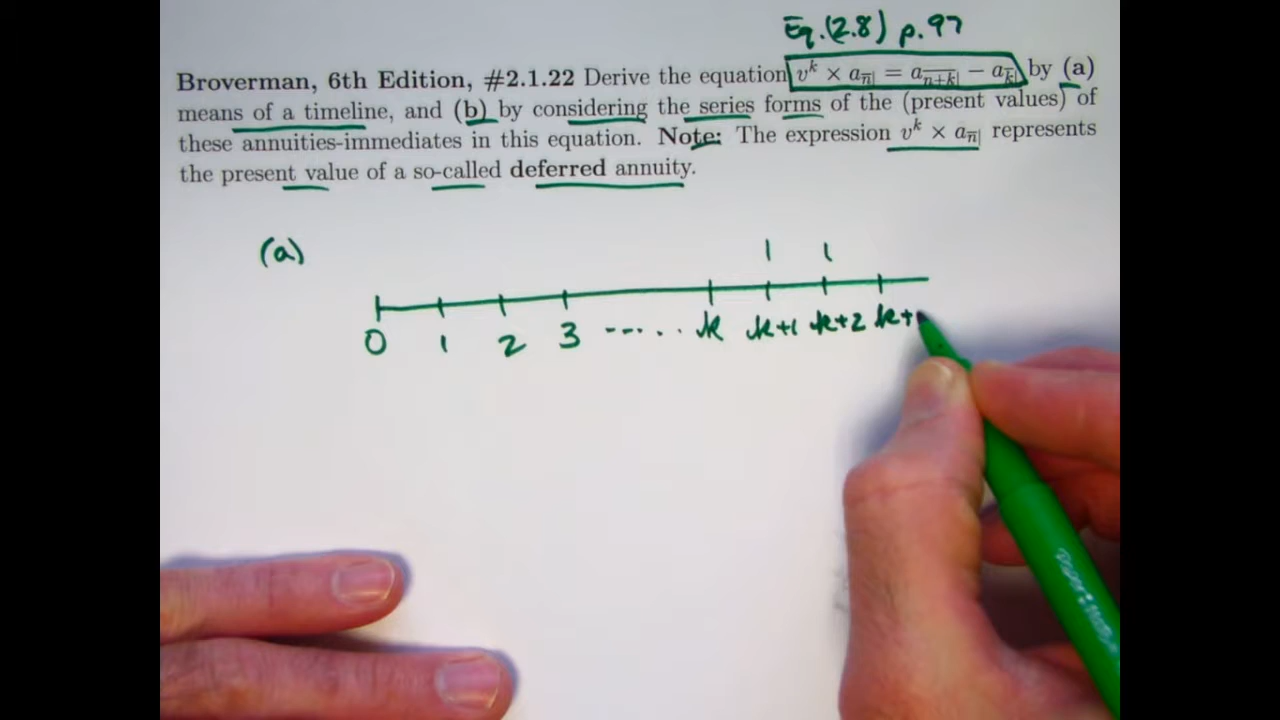 Eq. (2.8) p. 97
Broverman, 6th Edition, #2.1.22 Derive the equation v^k × a_n̅| = a_n̅+̅k̅| − a_k̅| by (a)
means of a timeline, and (b) by considering the series forms of the (present values) of
these annuities-immediates in this equation. Note: The expression v^k × a_n̅| represents
the present value of a so-called deferred annuity.
(a)
1 1
0 1 2 3 ...... k k+1 k+2 k+